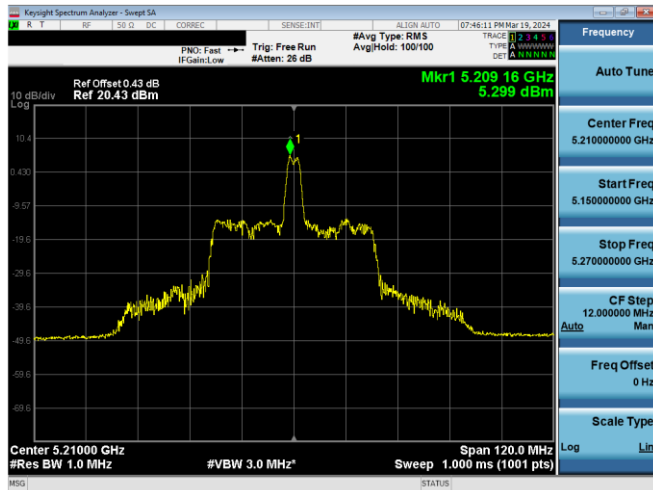 Keysight Spectrum Analyzer - Swept SA
R T RF 50 Ω DC CORREC SENSE:INT ALIGN AUTO 07:46:11 PM Mar 19, 2024
Frequency
#Avg Type: RMS
TRACE 1 2 3 4 5 6
PNO: Fast
Trig: Free Run
Avg|Hold: 100/100
TYPE A WWWWW
IFGain:Low
#Atten: 26 dB
DET A N N N N N
Auto Tune
Mkr1 5.209 16 GHz
Ref Offset 0.43 dB
10 dB/div
Ref 20.43 dBm
5.299 dBm
Log
1
10.4
0.430
-9.57
-19.6
-29.6
-39.6
-49.6
-59.6
-69.6
Center Freq
5.210000000 GHz
Start Freq
5.150000000 GHz
Stop Freq
5.270000000 GHz
CF Step
12.000000 MHz
Auto Man
Freq Offset
0 Hz
Scale Type
Log Lin
Center 5.21000 GHz
Span 120.0 MHz
#Res BW 1.0 MHz
#VBW 3.0 MHz*
Sweep 1.000 ms (1001 pts)
MSG
STATUS